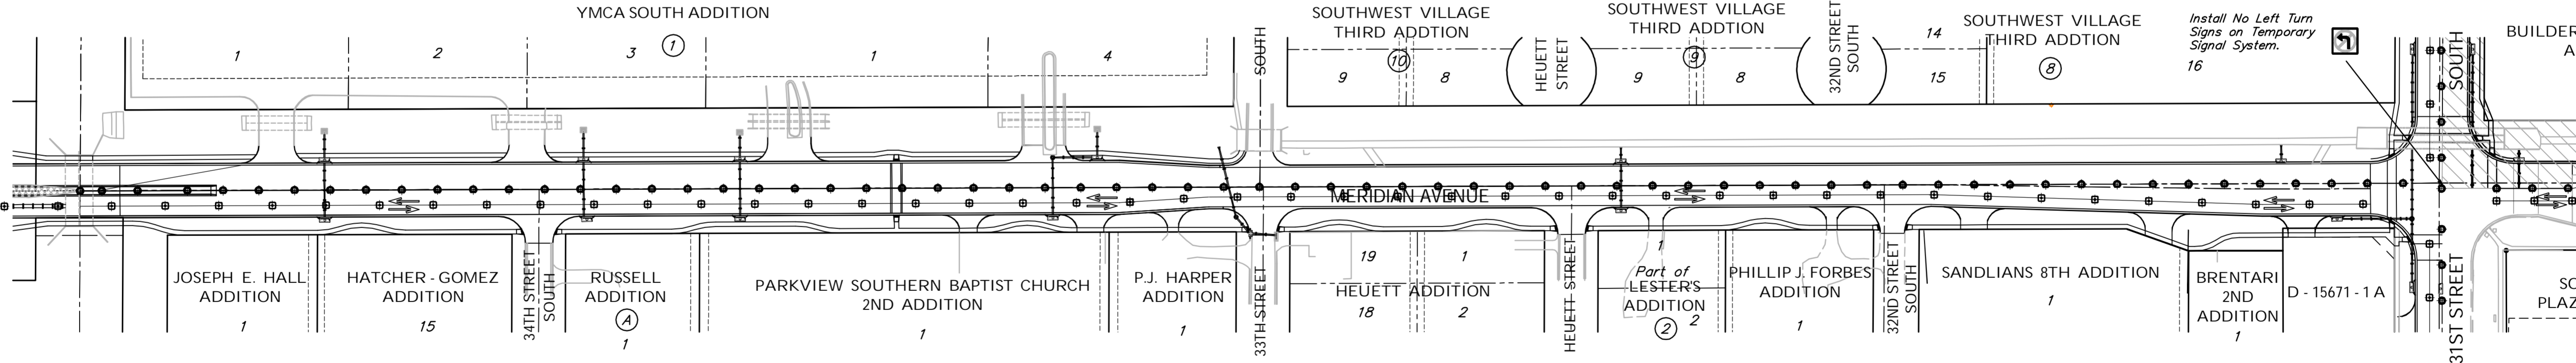 YMCA SOUTH ADDITION
1
2
3
1
1
4
SOUTH
SOUTHWEST VILLAGE
THIRD ADDTION
10
9
8
HEUETT
STREET
SOUTHWEST VILLAGE
THIRD ADDTION
9
9
8
32ND STREET
SOUTH
14
15
SOUTHWEST VILLAGE
THIRD ADDTION
8
Install No Left Turn
Signs on Temporary
Signal System.
16
SOUTH
BUILDER
A
MERIDIAN AVENUE
JOSEPH E. HALL
ADDITION
1
HATCHER - GOMEZ
ADDITION
15
34TH STREET
SOUTH
RUSSELL
ADDITION
A
1
PARKVIEW SOUTHERN BAPTIST CHURCH
2ND ADDITION
1
P.J. HARPER
ADDITION
1
33TH STREET
19
1
HEUETT ADDITION
18
2
HEUETT STREET
1
Part of
LESTER'S
ADDITION
2
2
PHILLIP J. FORBES
ADDITION
1
32ND STREET
SOUTH
SANDLIANS 8TH ADDITION
1
BRENTARI
2ND
ADDITION
1
D - 15671 - 1 A
31ST STREET
SO
PLAZ